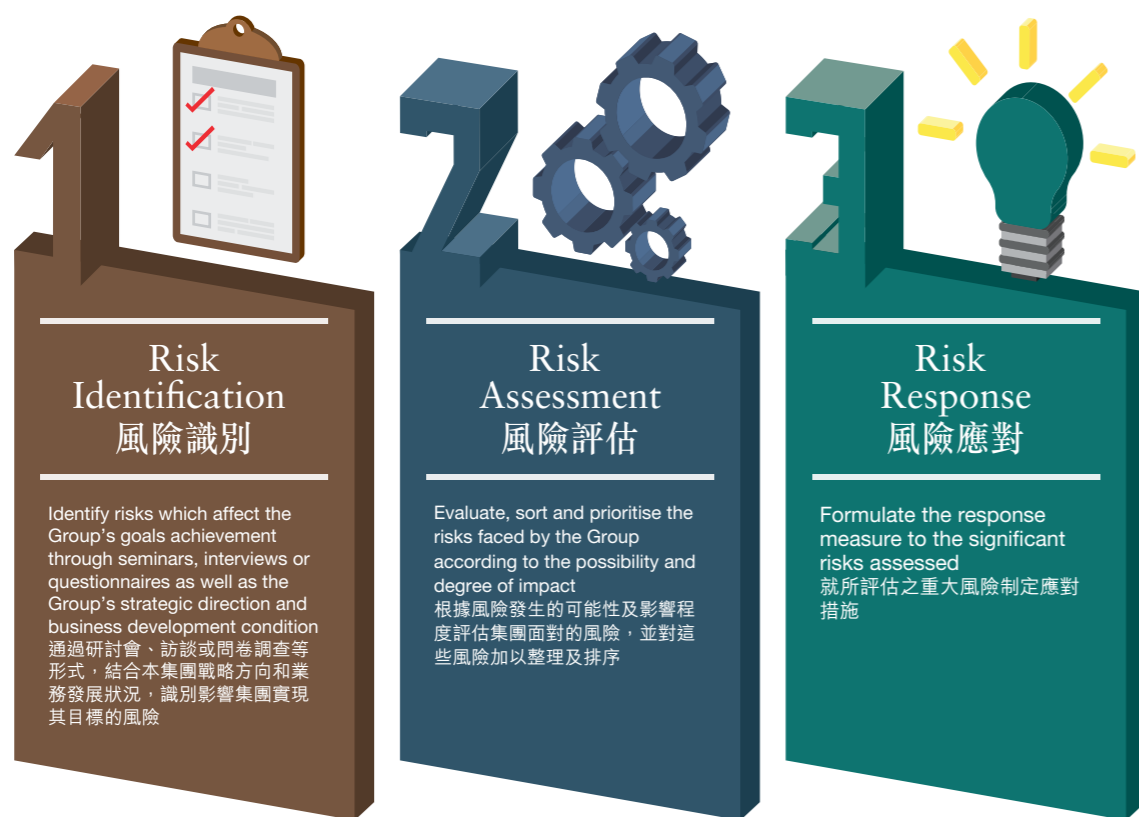 1
Risk
Identification
風險識別
Identify risks which affect the
Group's goals achievement
through seminars, interviews or
questionnaires as well as the
Group's strategic direction and
business development condition
通過研討會、訪談或問卷調查等
形式，結合本集團戰略方向和業
務發展狀況，識別影響集團實現
其目標的風險
2
Risk
Assessment
風險評估
Evaluate, sort and prioritise the
risks faced by the Group
according to the possibility and
degree of impact
根據風險發生的可能性及影響程
度評估集團面對的風險，並對這
些風險加以整理及排序
3
Risk
Response
風險應對
Formulate the response
measure to the significant
risks assessed
就所評估之重大風險制定應對
措施